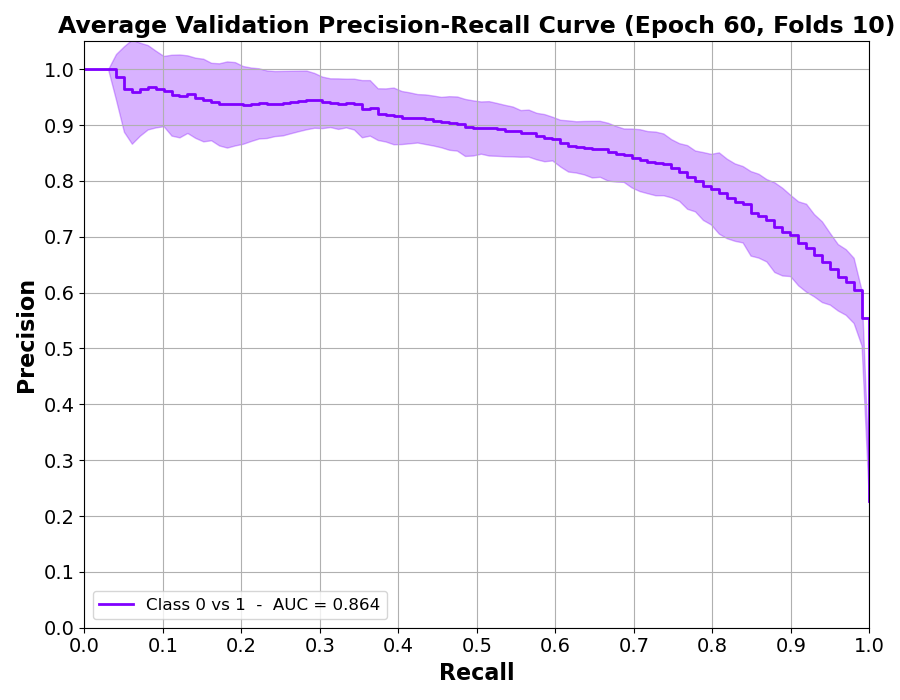 Average Validation Precision-Recall Curve (Epoch 60, Folds 10)
Precision
1.0
0.9
0.8
0.7
0.6
0.5
0.4
0.3
0.2
0.1
0.0
Class 0 vs 1  -  AUC = 0.864
0.0 0.1 0.2 0.3 0.4 0.5 0.6 0.7 0.8 0.9 1.0
Recall